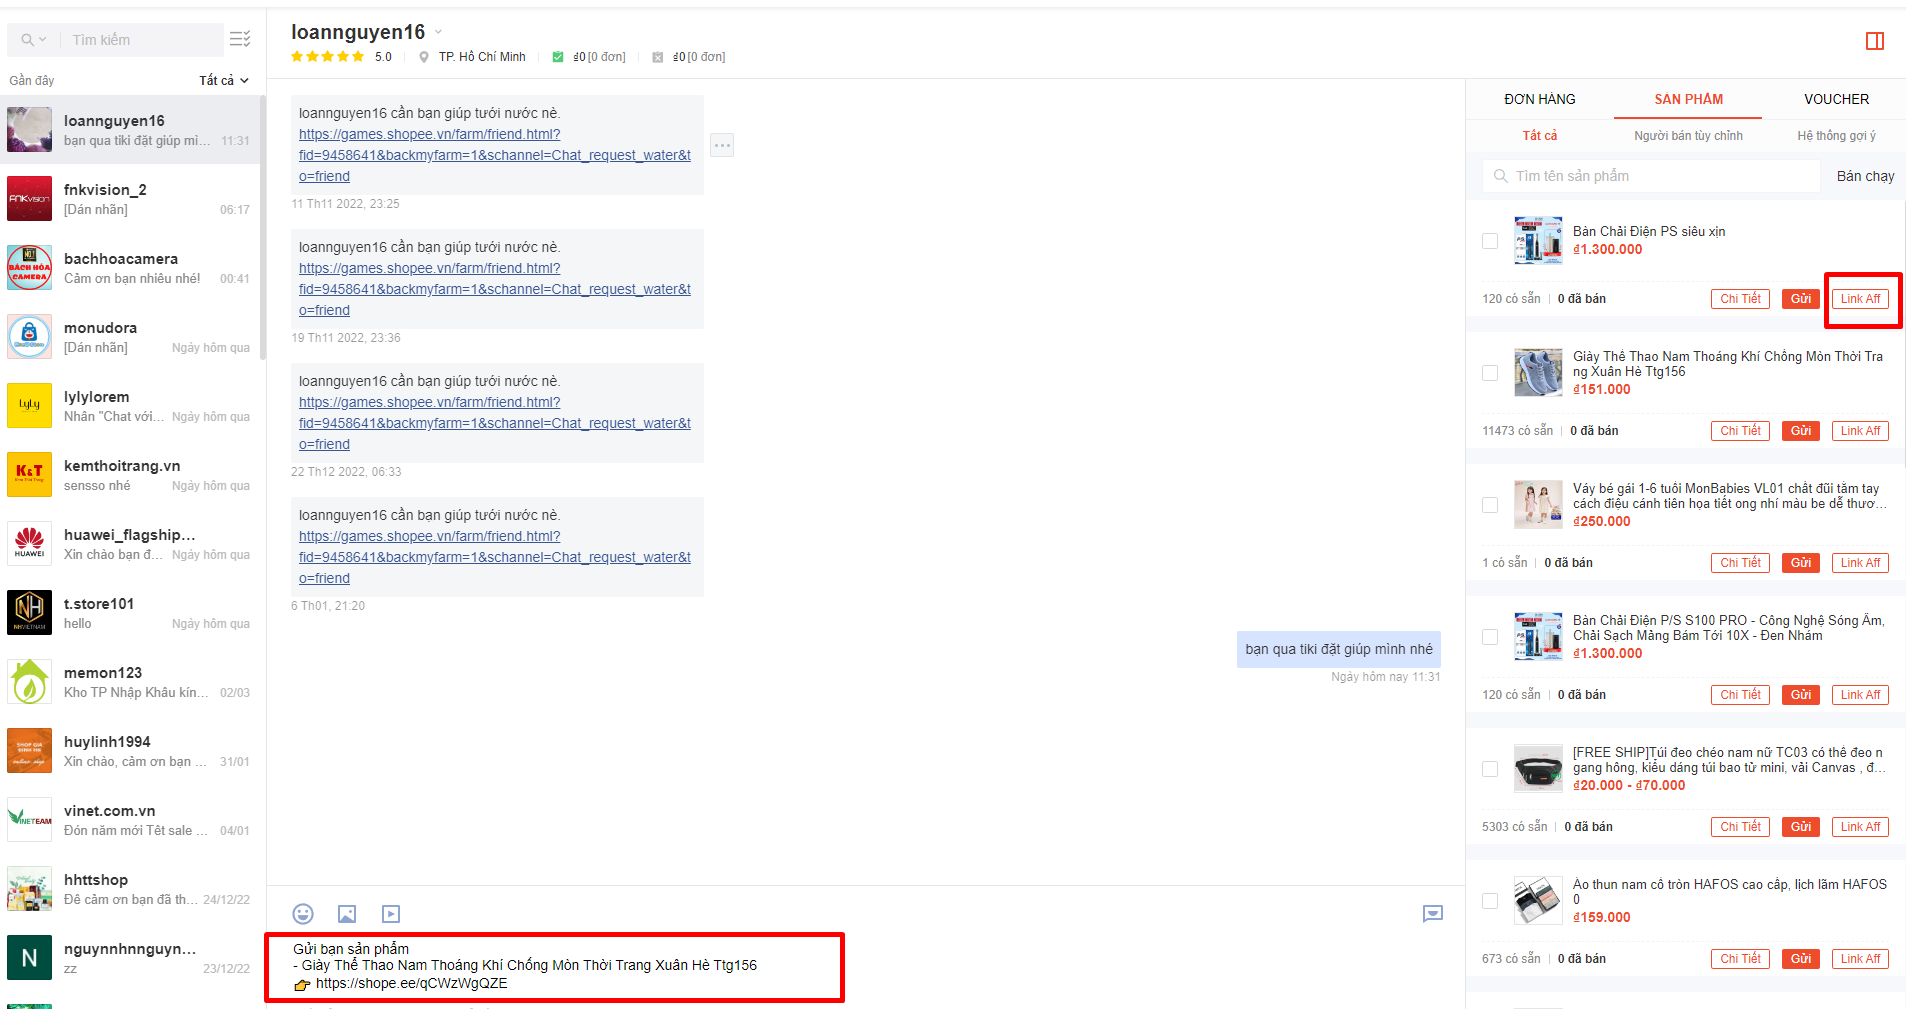 Tìm kiếm
Gần đây
Tất cả
loannguyen16
bạn qua tiki đặt giúp mì...
11:31
fnkvision_2
[Dán nhãn]
06:17
bachhoacamera
Cảm ơn bạn nhiều nhé!
00:41
monudora
[Dán nhãn]
Ngày hôm qua
lylylorem
Nhấn "Chat với...
Ngày hôm qua
kemthoitrang.vn
sensso nhé
Ngày hôm qua
huawei_flagship...
Xin chào bạn đ...
Ngày hôm qua
t.store101
hello
Ngày hôm qua
memon123
Kho TP Nhập Khẩu kín...
02/03
huylinh1994
Xin chào, cảm ơn bạn ...
31/01
vinet.com.vn
Đón năm mới Tết sale ...
04/01
hhttshop
Để cảm ơn bạn đã th...
24/12/22
nguynnhnnguyn...
zz
23/12/22
FNKVISION
BÁCH HÓA
CAMERA
LyLy
K&T
HUAWEI
NH
NHVIETNAM
VINETEAM
N
loannguyen16
5.0
TP. Hồ Chí Minh
₫0 [0 đơn]
₫0 [0 đơn]
loannguyen16 cần bạn giúp tưới nước nè.
https://games.shopee.vn/farm/friend.html?
fid=9458641&backmyfarm=1&schannel=Chat_request_water&t
o=friend
11 Th11 2022, 23:25
loannguyen16 cần bạn giúp tưới nước nè.
https://games.shopee.vn/farm/friend.html?
fid=9458641&backmyfarm=1&schannel=Chat_request_water&t
o=friend
19 Th11 2022, 23:36
loannguyen16 cần bạn giúp tưới nước nè.
https://games.shopee.vn/farm/friend.html?
fid=9458641&backmyfarm=1&schannel=Chat_request_water&t
o=friend
22 Th12 2022, 06:33
loannguyen16 cần bạn giúp tưới nước nè.
https://games.shopee.vn/farm/friend.html?
fid=9458641&backmyfarm=1&schannel=Chat_request_water&t
o=friend
6 Th01, 21:20
bạn qua tiki đặt giúp mình nhé
Ngày hôm nay 11:31
Gửi bạn sản phẩm
- Giày Thể Thao Nam Thoáng Khí Chống Mòn Thời Trang Xuân Hè Ttg156
👉 https://shope.ee/qCWzWgQZE
ĐƠN HÀNG
SẢN PHẨM
VOUCHER
Tất cả
Người bán tùy chỉnh
Hệ thống gợi ý
Tìm tên sản phẩm
Bán chạy
Bàn Chải Điện PS siêu xịn
₫1.300.000
120 có sẵn
0 đã bán
Chi Tiết
Gửi
Link Aff
Giày Thể Thao Nam Thoáng Khí Chống Mòn Thời Tra
ng Xuân Hè Ttg156
₫151.000
11473 có sẵn
0 đã bán
Chi Tiết
Gửi
Link Aff
Váy bé gái 1-6 tuổi MonBabies VL01 chất đũi tằm tay
cách điệu cánh tiên họa tiết ong nhí màu be dễ thươ...
₫250.000
1 có sẵn
0 đã bán
Chi Tiết
Gửi
Link Aff
Bàn Chải Điện P/S S100 PRO - Công Nghệ Sóng Âm,
Chải Sạch Mảng Bám Tới 10X - Đen Nhám
₫1.300.000
120 có sẵn
0 đã bán
Chi Tiết
Gửi
Link Aff
[FREE SHIP]Túi đeo chéo nam nữ TC03 có thể đeo n
gang hông, kiểu dáng túi bao tử mini, vải Canvas , đ...
₫20.000 - ₫70.000
5303 có sẵn
0 đã bán
Chi Tiết
Gửi
Link Aff
Áo thun nam cổ tròn HAFOS cao cấp, lịch lãm HAFOS
0
₫159.000
673 có sẵn
0 đã bán
Chi Tiết
Gửi
Link Aff